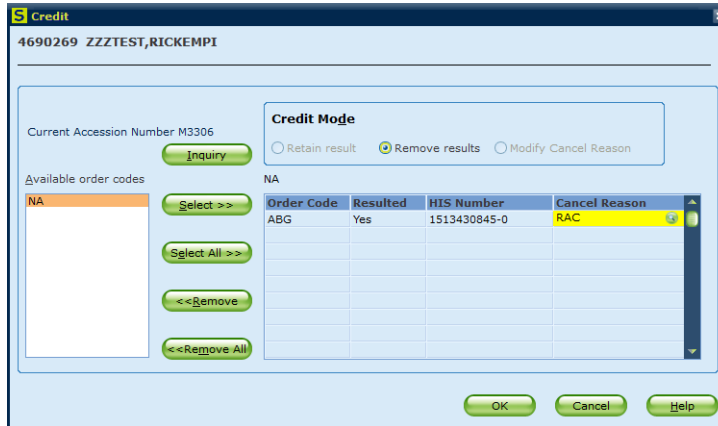 S Credit
4690269 ZZZTEST,RICKEMPI
Credit Mode
Current Accession Number M3306
Retain result Remove results Modify Cancel Reason
Inquiry
Available order codes
NA
NA
Select >>
Order Code Resulted HIS Number Cancel Reason
ABG Yes 1513430845-0 RAC
Select All >>
<<Remove
<<Remove All
OK Cancel Help